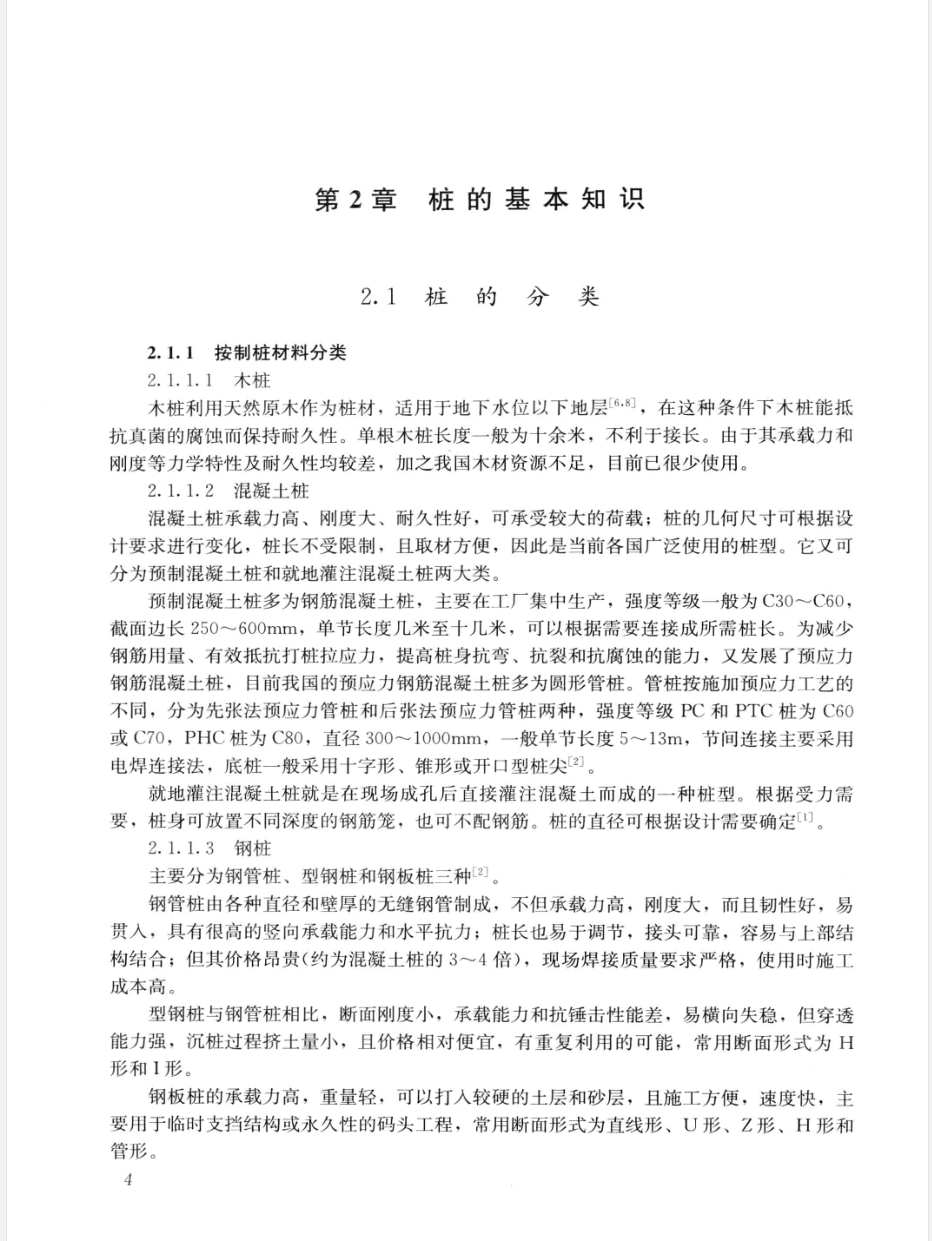 第2章 桩的基本知识
2.1 桩的分类
2.1.1 按制桩材料分类
2.1.1.1 木桩
木桩利用天然原木作为桩材，适用于地下水位以下地层[6,8]，在这种条件下木桩能抵
抗真菌的腐蚀而保持耐久性。单根木桩长度一般为十余米，不利于接长。由于其承载力和
刚度等力学特性及耐久性均较差，加之我国木材资源不足，目前已很少使用。
2.1.1.2 混凝土桩
混凝土桩承载力高、刚度大、耐久性好，可承受较大的荷载；桩的几何尺寸可根据设
计要求进行变化，桩长不受限制，且取材方便，因此是当前各国广泛使用的桩型。它又可
分为预制混凝土桩和就地灌注混凝土桩两大类。
预制混凝土桩多为钢筋混凝土桩，主要在工厂集中生产，强度等级一般为C30～C60，
截面边长250～600mm，单节长度几米至十几米，可以根据需要连接成所需桩长。为减少
钢筋用量、有效抵抗打桩拉应力，提高桩身抗弯、抗裂和抗腐蚀的能力，又发展了预应力
钢筋混凝土桩，目前我国的预应力钢筋混凝土桩多为圆形管桩。管桩按施加预应力工艺的
不同，分为先张法预应力管桩和后张法预应力管桩两种，强度等级PC和PTC桩为C60
或C70，PHC桩为C80，直径300～1000mm，一般单节长度5～13m，节间连接主要采用
电焊连接法，底桩一般采用十字形、锥形或开口型桩尖[2]。
就地灌注混凝土桩就是在现场成孔后直接灌注混凝土而成的一种桩型。根据受力需
要，桩身可放置不同深度的钢筋笼，也可不配钢筋。桩的直径可根据设计需要确定[1]。
2.1.1.3 钢桩
主要分为钢管桩、型钢桩和钢板桩三种[2]。
钢管桩由各种直径和壁厚的无缝钢管制成，不但承载力高，刚度大，而且韧性好，易
贯入，具有很高的竖向承载能力和水平抗力；桩长也易于调节，接头可靠，容易与上部结
构结合；但其价格昂贵（约为混凝土桩的3～4倍），现场焊接质量要求严格，使用时施工
成本高。
型钢桩与钢管桩相比，断面刚度小，承载能力和抗锤击性能差，易横向失稳，但穿透
能力强，沉桩过程挤土量小，且价格相对便宜，有重复利用的可能，常用断面形式为H
形和I形。
钢板桩的承载力高，重量轻，可以打入较硬的土层和砂层，且施工方便，速度快，主
要用于临时支挡结构或永久性的码头工程，常用断面形式为直线形、U形、Z形、H形和
管形。
4